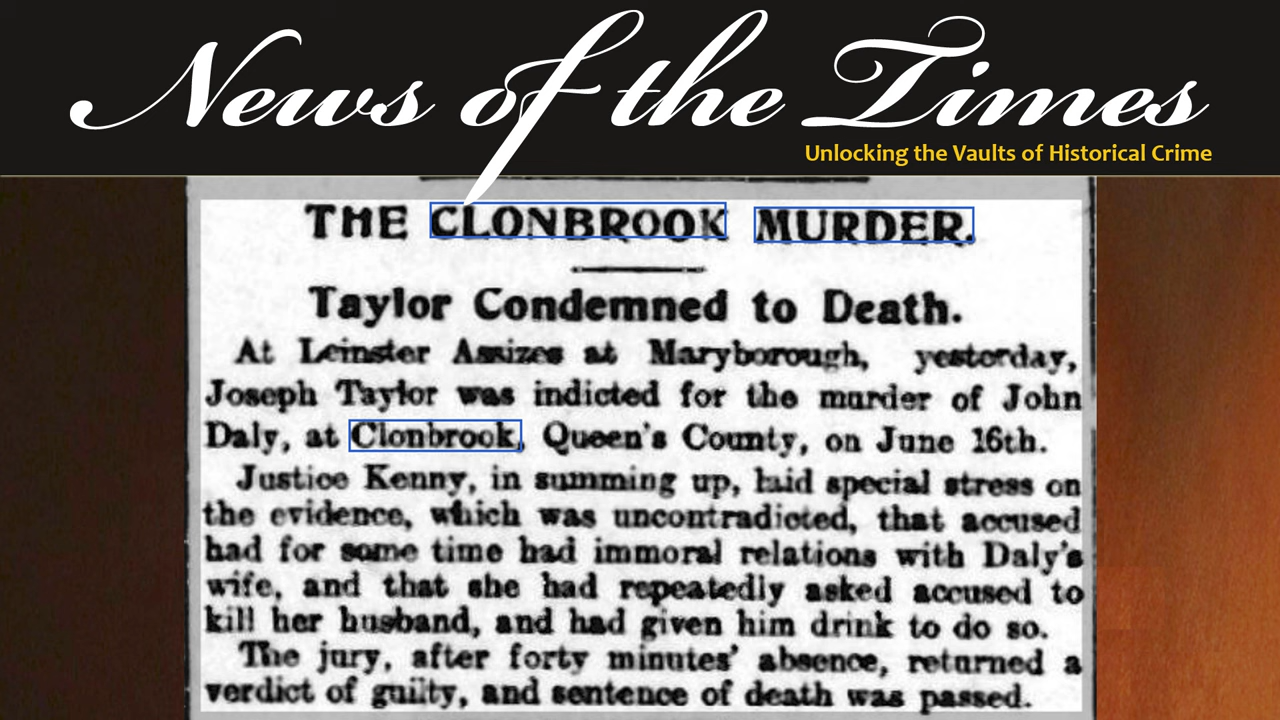 News of the Times
Unlocking the Vaults of Historical Crime
THE CLONBROOK MURDER.
Taylor Condemned to Death.
At Leinster Assizes at Maryborough, yesterday,
Joseph Taylor was indicted for the murder of John
Daly, at Clonbrook, Queen's County, on June 16th.
Justice Kenny, in summing up, laid special stress on
the evidence, which was uncontradicted, that accused
had for some time had immoral relations with Daly's
wife, and that she had repeatedly asked accused to
kill her husband, and had given him drink to do so.
The jury, after forty minutes' absence, returned a
verdict of guilty, and sentence of death was passed.